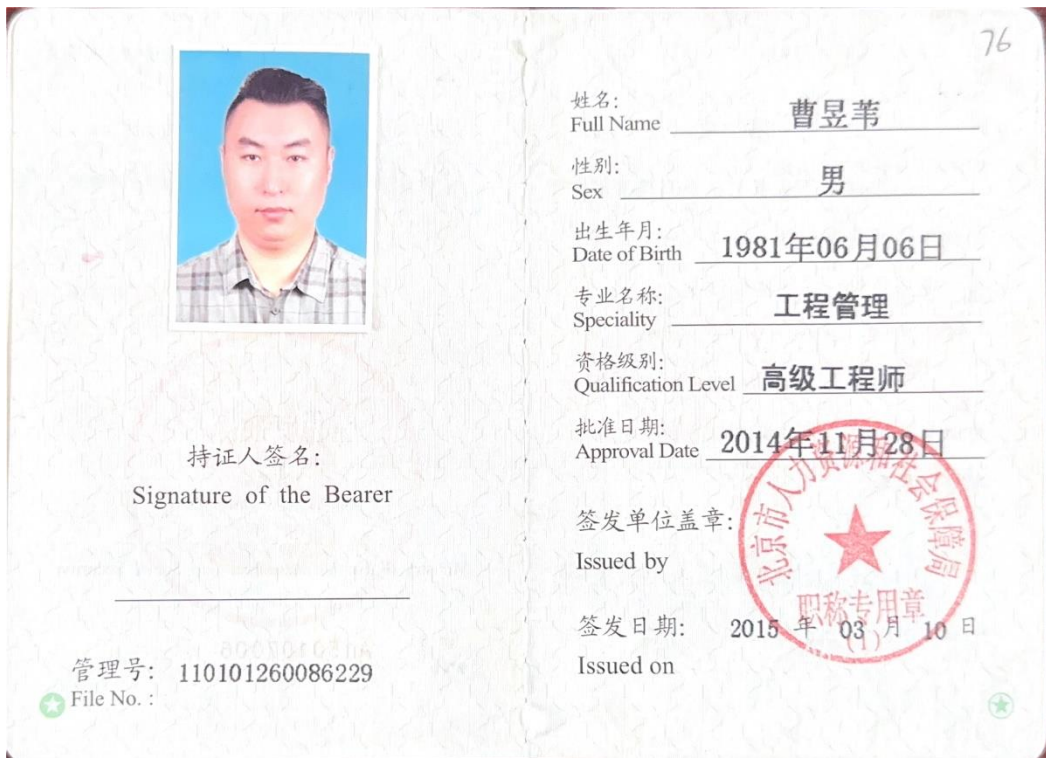 76
姓名:
Full Name 曹昱苇
性别:
Sex 男
出生年月:
Date of Birth 1981年06月06日
专业名称:
Speciality 工程管理
资格级别:
Qualification Level 高级工程师
批准日期:
Approval Date 2014年11月28日
持证人签名:
Signature of the Bearer
签发单位盖章:
Issued by
北京市人力资源和社会保障局
职称专用章
(1)
签发日期: 2015 年 03 月 10 日
Issued on
管理号: 110101260086229
File No. :